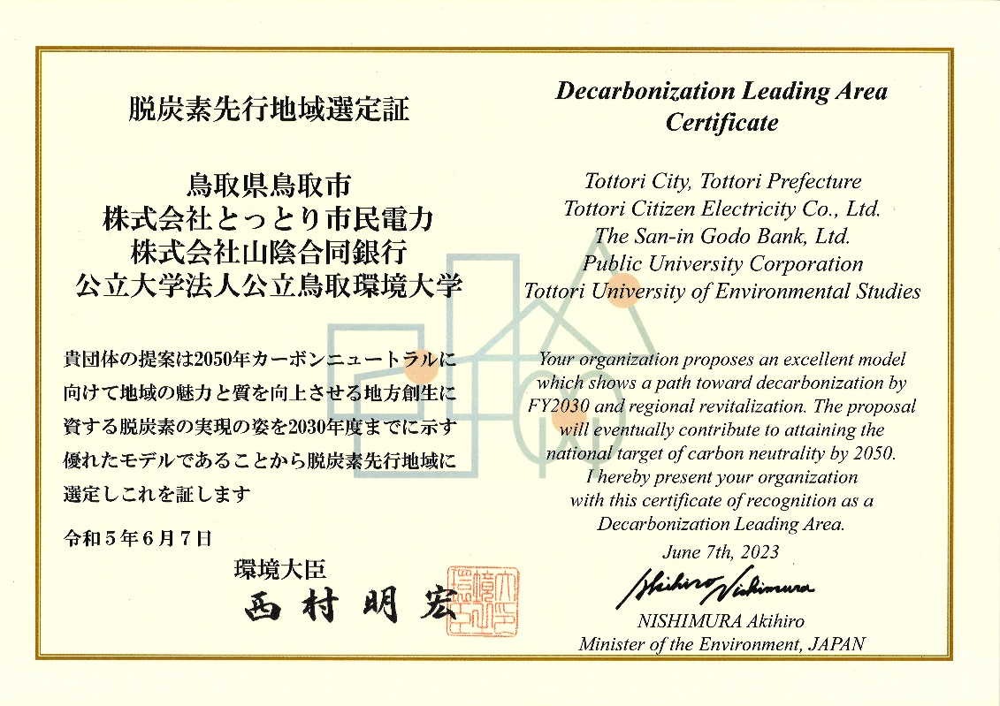 脱炭素先行地域選定証
鳥取県鳥取市
株式会社とっとり市民電力
株式会社山陰合同銀行
公立大学法人公立鳥取環境大学
貴団体の提案は2050年カーボンニュートラルに
向けて地域の魅力と質を向上させる地方創生に
資する脱炭素の実現の姿を2030年度までに示す
優れたモデルであることから脱炭素先行地域に
選定しこれを証します
令和5年6月7日
環境大臣
西村明宏
Decarbonization Leading Area
Certificate
Tottori City, Tottori Prefecture
Tottori Citizen Electricity Co., Ltd.
The San-in Godo Bank, Ltd.
Public University Corporation
Tottori University of Environmental Studies
Your organization proposes an excellent model
which shows a path toward decarbonization by
FY2030 and regional revitalization. The proposal
will eventually contribute to attaining the
national target of carbon neutrality by 2050.
I hereby present your organization
with this certificate of recognition as a
Decarbonization Leading Area.
June 7th, 2023
Akihiro Nishimura
NISHIMURA Akihiro
Minister of the Environment, JAPAN